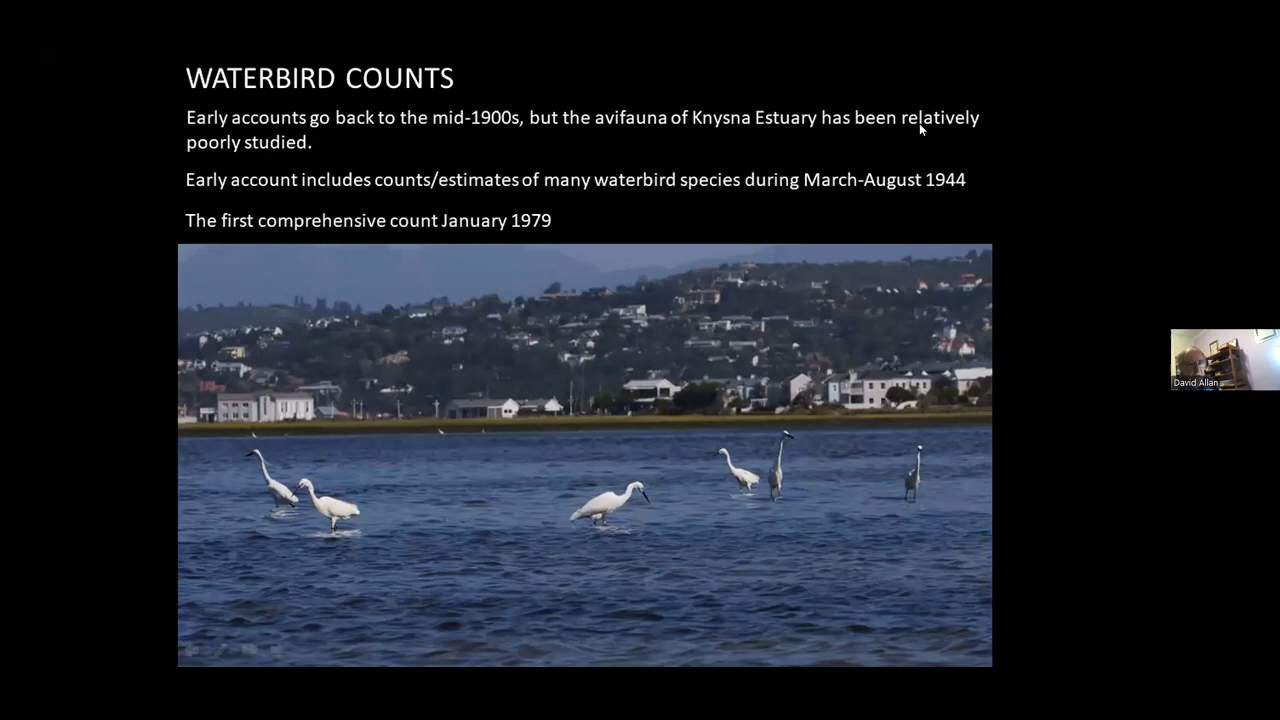 WATERBIRD COUNTS
Early accounts go back to the mid-1900s, but the avifauna of Knysna Estuary has been relatively
poorly studied.
Early account includes counts/estimates of many waterbird species during March-August 1944
The first comprehensive count January 1979
David Allan